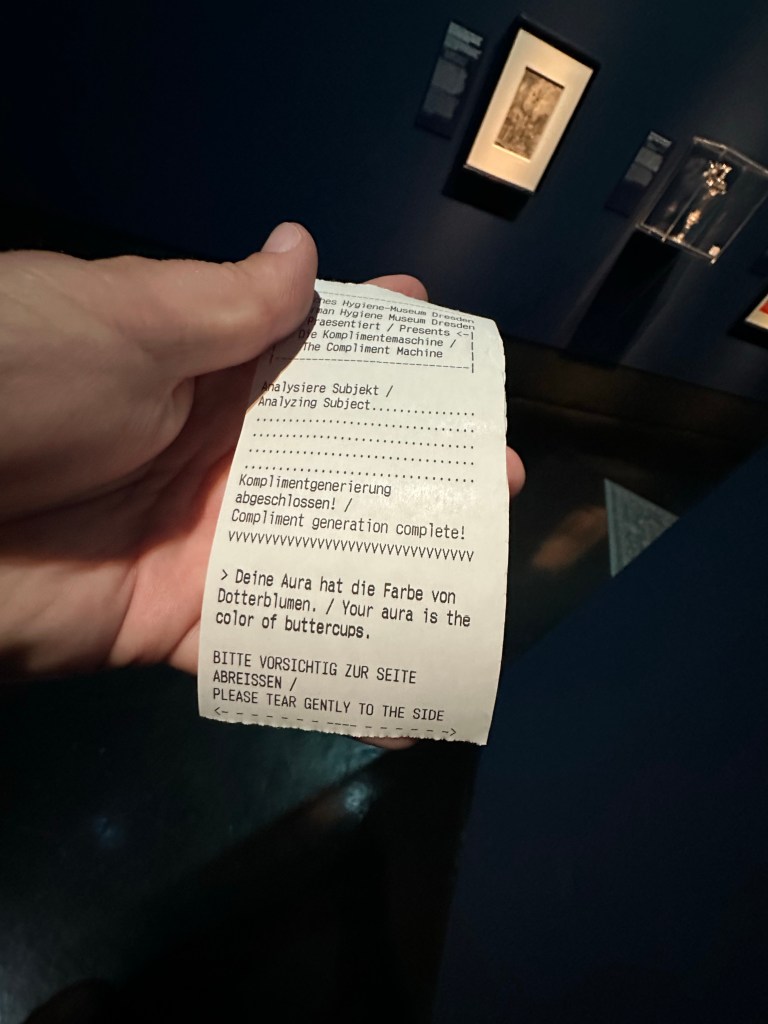 Hygiene-Museum Dresden
Hygiene Museum Dresden
Praesentiert / Presents <-|
Die Komplimentemaschine /
The Compliment Machine
Analysiere Subjekt /
Analyzing Subject...............
................................
................................
................................
................................
Komplimentgenerierung
abgeschlossen! /
Compliment generation complete!
VVVVVVVVVVVVVVVVVVVVVVVVVVVVVVVV
> Deine Aura hat die Farbe von
Dotterblumen. / Your aura is the
color of buttercups.
BITTE VORSICHTIG ZUR SEITE
ABREISSEN /
PLEASE TEAR GENTLY TO THE SIDE
<- - - - - - - ---- - - - - - ->